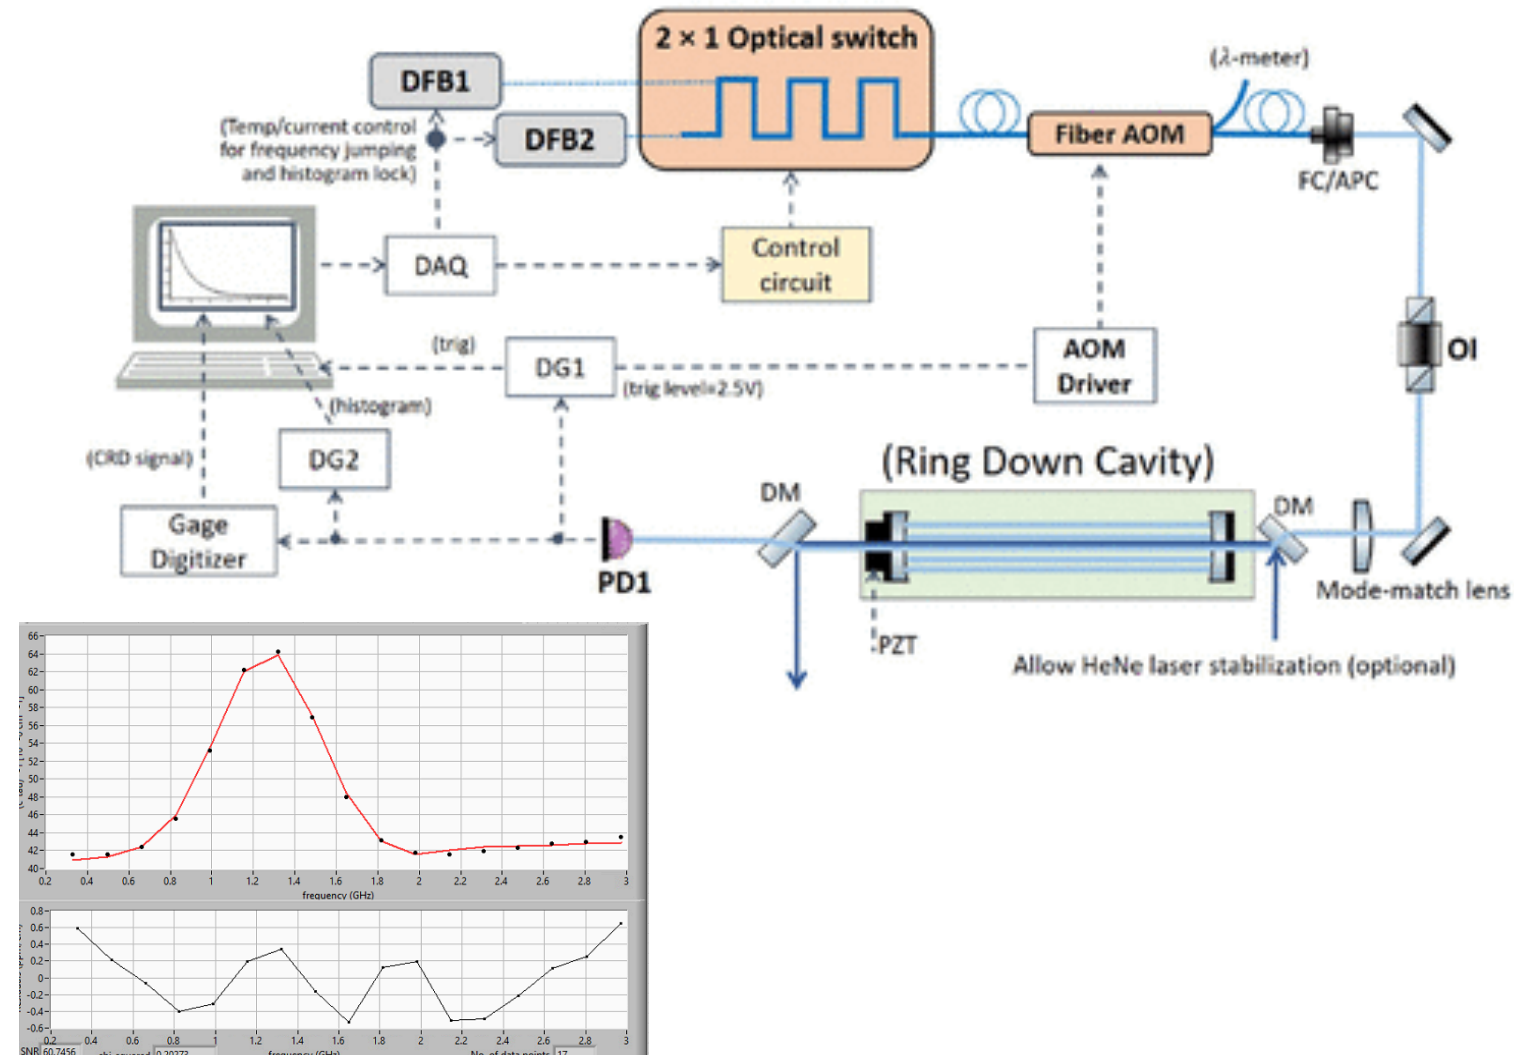 2 × 1 Optical switch
(λ-meter)
DFB1
DFB2
Fiber AOM
FC/APC
(Temp/current control
for frequency jumping
and histogram lock)
DAQ
Control
circuit
(trig)
DG1
(trig level=2.5V)
AOM
Driver
OI
(histogram)
(CRD signal)
DG2
(Ring Down Cavity)
DM
DM
Gage
Digitizer
PD1
Mode-match lens
PZT
Allow HeNe laser stabilization (optional)
66
64
62
60
58
56
54
52
50
48
46
44
42
40
0.2 0.4 0.6 0.8 1 1.2 1.4 1.6 1.8 2 2.2 2.4 2.6 2.8 3
frequency (GHz)
0.8
0.6
0.4
0.2
0
-0.2
-0.4
-0.6
0.2 0.4 0.6 0.8 1 1.2 1.4 1.6 1.8 2 2.2 2.4 2.6 2.8 3
SNR 60.7456 chi-squared 0.20273 frequency (GHz) No. of data points 17